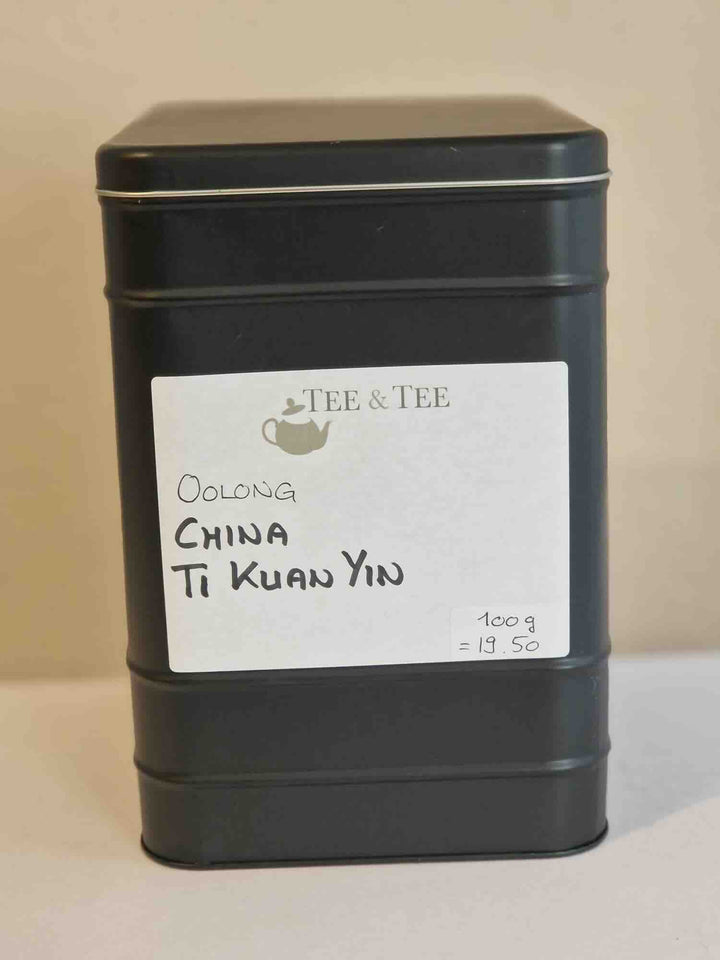 TEE & TEE
OOLONG
CHINA
TI KUAN YIN
100g
= 19.50